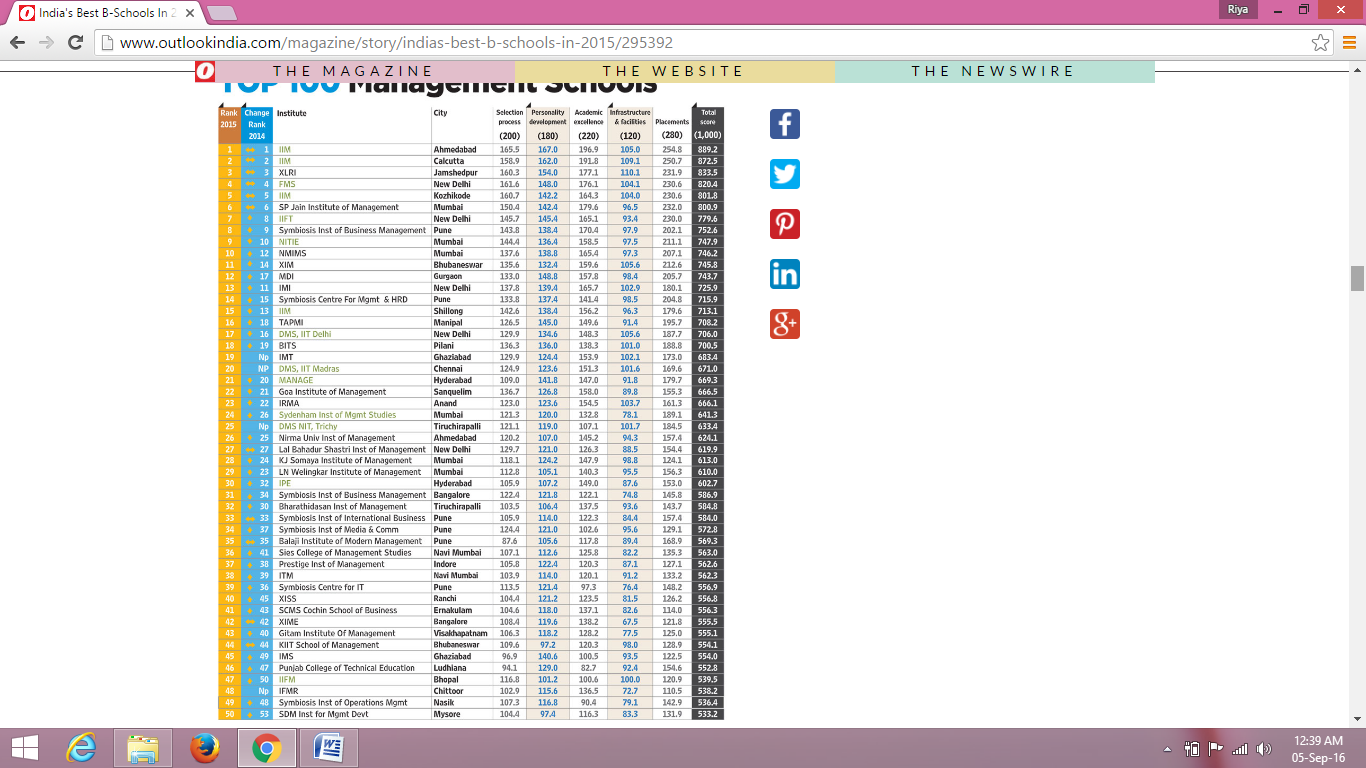 India's Best B-Schools In 2
Riya
www.outlookindia.com/magazine/story/indias-best-b-schools-in-2015/295392
THE MAGAZINE THE WEBSITE THE NEWSWIRE
TOP 100 Management Schools
Rank 2015 Change Rank 2014 Institute City Selection process (200) Personality development (180) Academic excellence (220) Infrastructure & facilities (120) Placements (280) Total score (1,000)
1 1 IIM Ahmedabad 165.5 167.0 196.9 105.0 254.8 889.2
2 2 IIM Calcutta 158.9 162.0 191.8 109.1 250.7 872.5
3 3 XLRI Jamshedpur 160.3 154.0 177.1 110.1 231.9 833.5
4 4 FMS New Delhi 161.6 148.0 176.1 104.1 230.6 820.4
5 5 IIM Kozhikode 160.7 142.2 164.3 104.0 230.6 801.8
6 6 SP Jain Institute of Management Mumbai 150.4 142.4 179.6 96.5 232.0 800.9
7 8 IIFT New Delhi 145.7 145.4 165.1 93.4 230.0 779.6
8 9 Symbiosis Inst of Business Management Pune 143.8 138.4 170.4 97.9 202.1 752.6
9 10 NITIE Mumbai 144.4 136.4 158.5 97.5 211.1 747.9
10 12 NMIMS Mumbai 137.6 138.8 165.4 97.3 207.1 746.2
11 14 XIM Bhubaneswar 135.6 132.4 159.6 105.6 212.6 745.8
12 17 MDI Gurgaon 133.0 148.8 157.8 98.4 205.7 743.7
13 11 IMI New Delhi 137.8 139.4 165.7 102.9 180.1 725.9
14 15 Symbiosis Centre For Mgmt & HRD Pune 133.8 137.4 141.4 98.5 204.8 715.9
15 13 IIM Shillong 142.6 138.4 156.2 96.3 179.6 713.1
16 18 TAPMI Manipal 126.5 145.0 149.6 91.4 195.7 708.2
17 16 DMS, IIT Delhi New Delhi 129.9 134.6 148.3 105.6 187.7 706.0
18 19 BITS Pilani 136.3 136.0 138.3 101.0 188.8 700.5
19 Np IMT Ghaziabad 129.9 124.4 153.9 102.1 173.0 683.4
20 NP DMS, IIT Madras Chennai 124.9 123.6 151.3 101.6 169.6 671.0
21 20 MANAGE Hyderabad 109.0 141.8 147.0 91.8 179.7 669.3
22 21 Goa Institute of Management Sanquelim 136.7 126.8 158.0 89.8 155.3 666.5
23 22 IRMA Anand 123.0 123.6 154.5 103.7 161.3 666.1
24 26 Sydenham Inst of Mgmt Studies Mumbai 121.3 120.0 132.8 78.1 189.1 641.3
25 Np DMS NIT, Trichy Tiruchirapalli 121.1 119.0 107.1 101.7 184.5 633.4
26 25 Nirma Univ Inst of Management Ahmedabad 120.2 107.0 145.2 94.3 157.4 624.1
27 27 Lal Bahadur Shastri Inst of Management New Delhi 129.7 121.0 126.3 88.5 154.4 619.9
28 24 KJ Somaya Institute of Management Mumbai 118.1 124.2 147.9 98.8 124.1 613.0
29 23 LN Welingkar Institute of Management Mumbai 112.8 105.1 140.3 95.5 156.3 610.0
30 32 IPE Hyderabad 105.9 107.2 149.0 87.6 153.0 602.7
31 34 Symbiosis Inst of Business Management Bangalore 122.4 121.8 122.1 74.8 145.8 586.9
32 30 Bharathidasan Inst of Management Tiruchirapalli 103.5 106.4 137.5 93.6 143.7 584.8
33 33 Symbiosis Inst of International Business Pune 105.9 114.0 122.3 84.4 157.4 584.0
34 37 Symbiosis Inst of Media & Comm Pune 124.4 121.0 102.6 95.6 129.1 572.8
35 35 Balaji Institute of Modern Management Pune 87.6 105.6 117.8 89.4 168.9 569.3
36 41 Sies College of Management Studies Navi Mumbai 107.1 112.6 125.8 82.2 135.3 563.0
37 38 Prestige Inst of Management Indore 105.8 122.4 120.3 87.1 127.1 562.6
38 39 ITM Navi Mumbai 103.9 114.0 120.1 91.2 133.2 562.3
39 36 Symbiosis Centre for IT Pune 113.5 121.4 97.3 76.4 148.2 556.9
40 45 XISS Ranchi 104.4 121.2 123.5 81.5 126.2 556.8
41 43 SCMS Cochin School of Business Ernakulam 104.6 118.0 137.1 82.6 114.0 556.3
42 42 XIME Bangalore 108.4 119.6 138.2 67.5 121.8 555.5
43 40 Gitam Institute Of Management Visakhapatnam 106.3 118.2 128.2 77.5 125.0 555.1
44 44 KIIT School of Management Bhubaneswar 109.6 97.2 120.3 98.0 128.9 554.1
45 49 IMS Ghaziabad 96.9 140.6 100.5 93.5 122.5 554.0
46 47 Punjab College of Technical Education Ludhiana 94.1 129.0 82.7 92.4 154.6 552.8
47 50 IIFM Bhopal 116.8 101.2 100.6 100.0 120.9 539.5
48 Np IFMR Chittoor 102.9 115.6 136.5 72.7 110.5 538.2
49 48 Symbiosis Inst of Operations Mgmt Nasik 107.3 116.8 90.4 79.1 142.9 536.4
50 53 SDM Inst for Mgmt Devt Mysore 104.4 97.4 116.3 83.3 131.9 533.2
12:39 AM
05-Sep-16